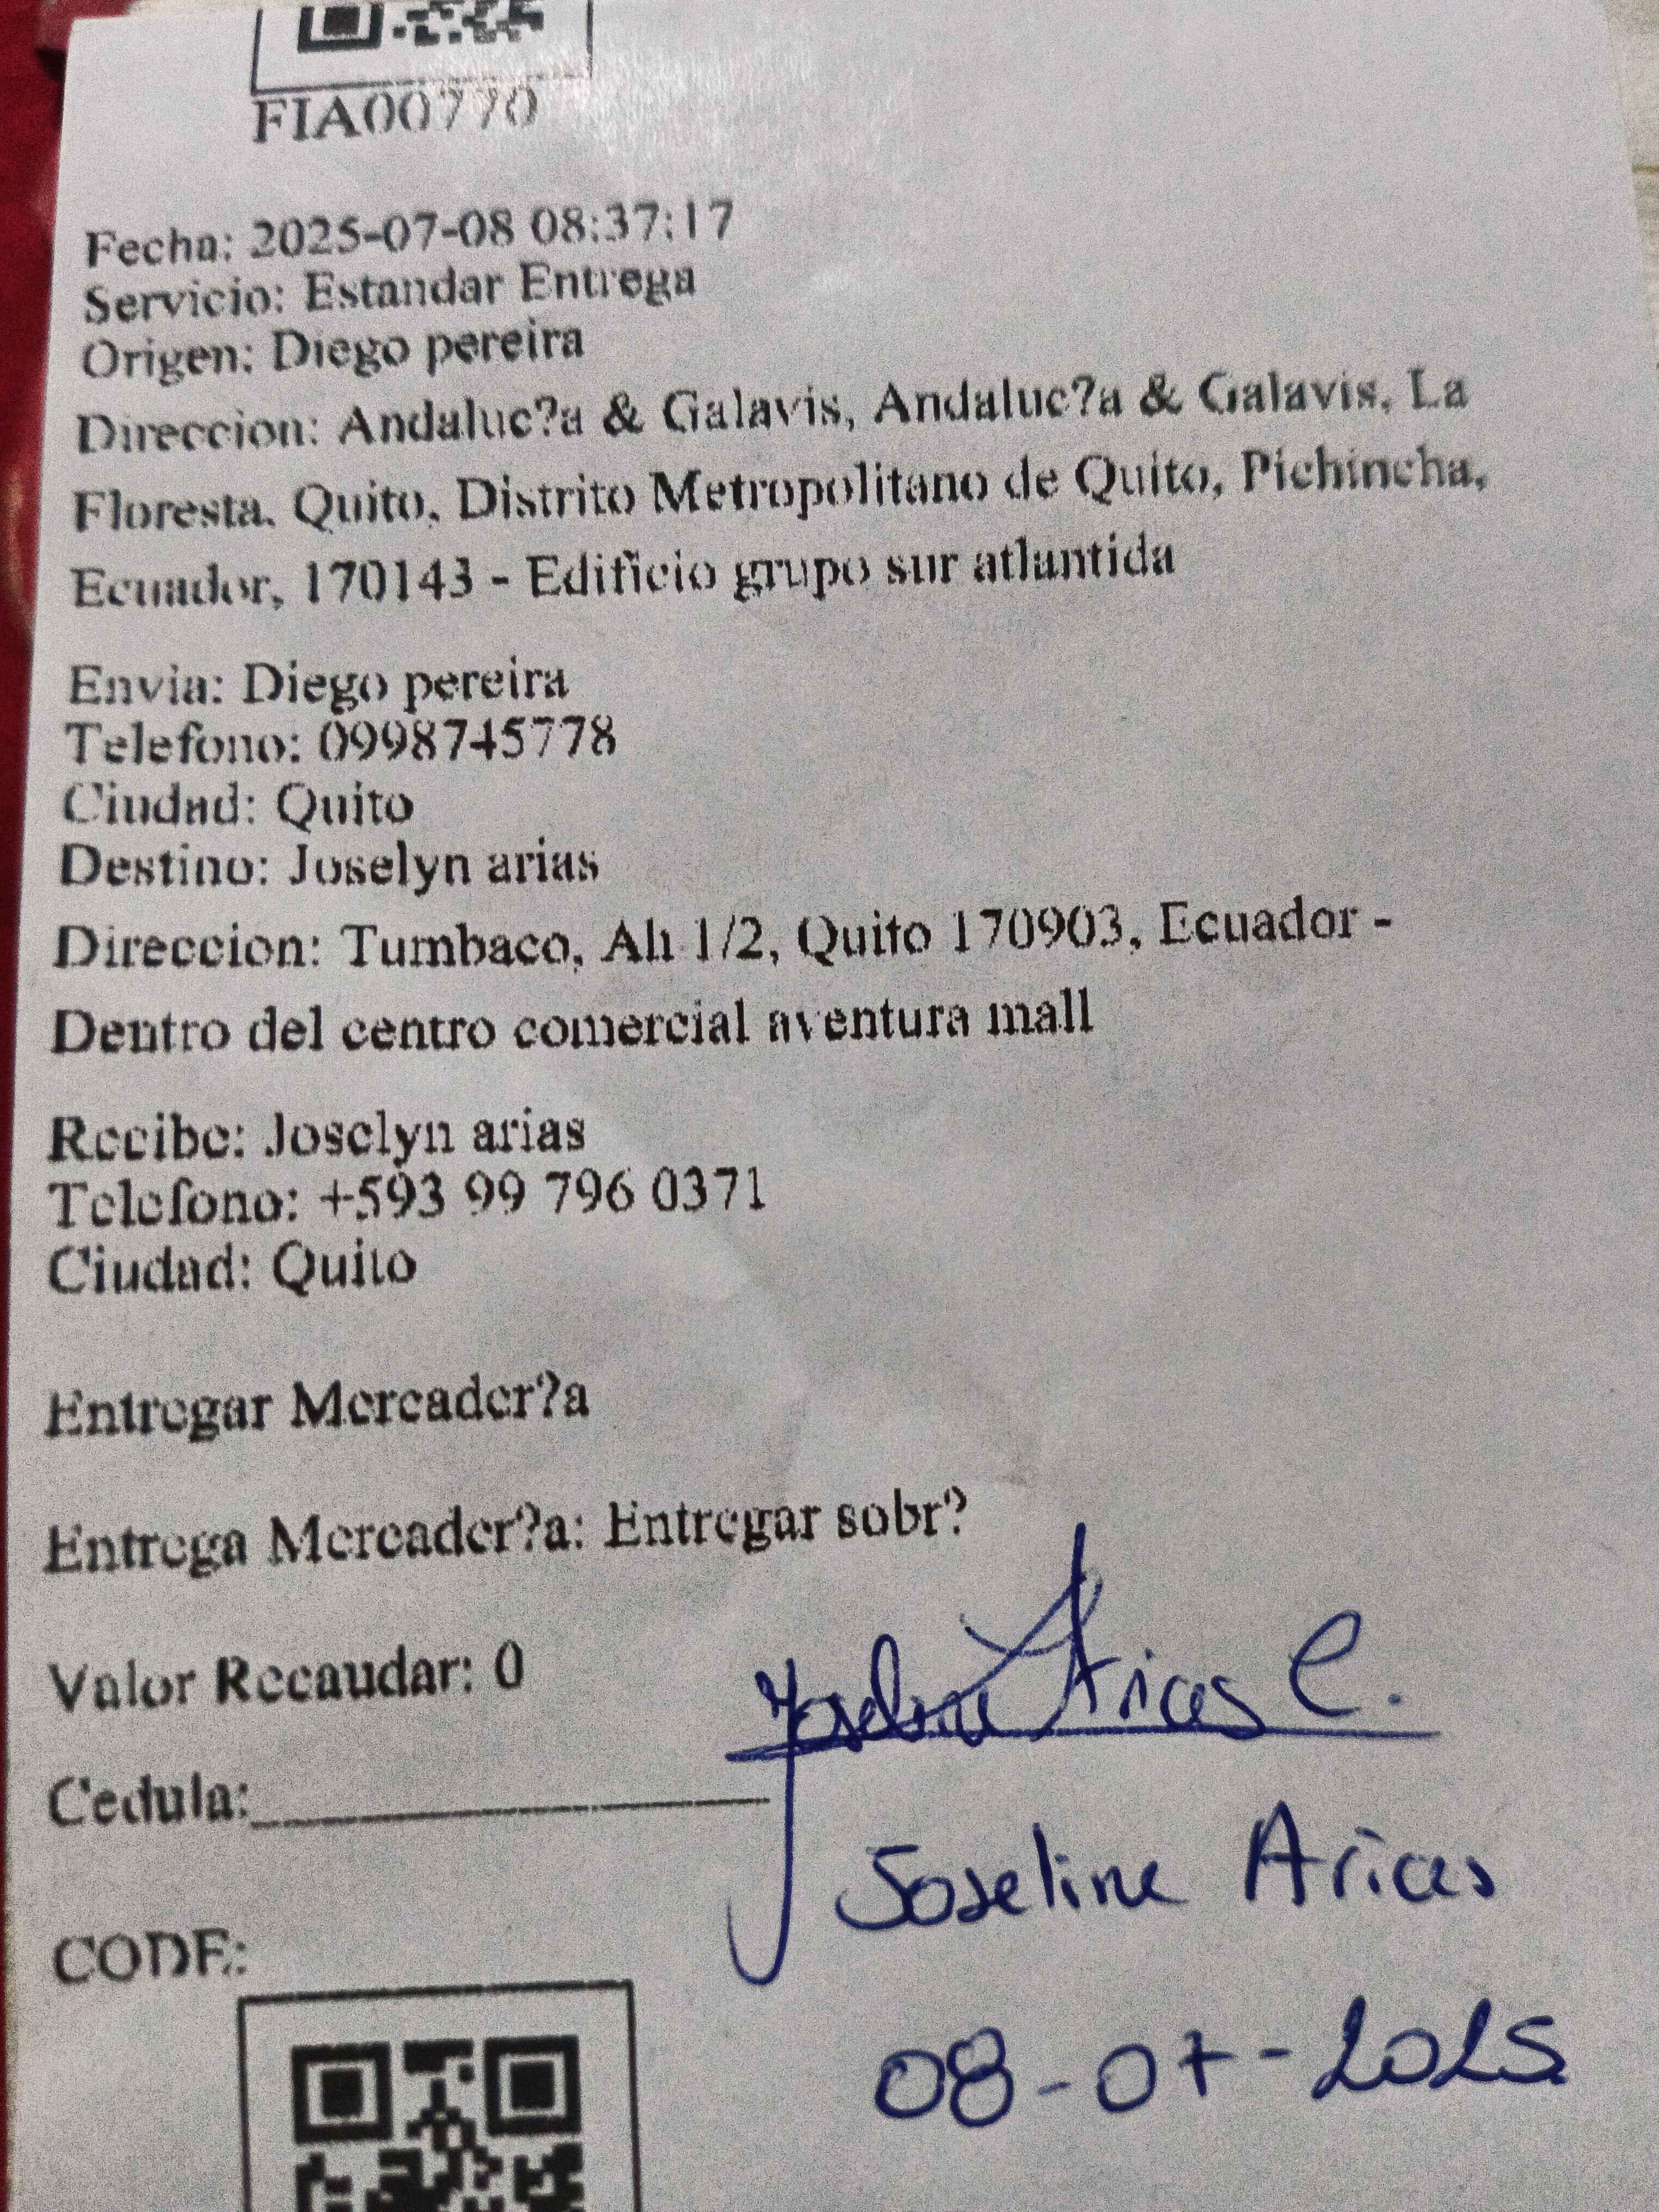 FIA00770
Fecha: 2025-07-08 08:37:17
Servicio: Estandar Entrega
Origen: Diego pereira
Direccion: Andaluc?a & Galavis, Andaluc?a & Galavis, La
Floresta, Quito, Distrito Metropolitano de Quito, Pichincha,
Ecuador, 170143 - Edificio grupo sur atlantida
Envia: Diego pereira
Telefono: 0998745778
Ciudad: Quito
Destino: Joselyn arias
Direccion: Tumbaco, Ah 1/2, Quito 170903, Ecuador -
Dentro del centro comercial aventura mall
Recibe: Joselyn arias
Telefono: +593 99 796 0371
Ciudad: Quito
Entregar Mercader?a
Entrega Mercader?a: Entregar sobr?
Valor Recaudar: 0
Joseline Arias C.
Cedula:
Joseline Arias
CODE:
08-07-2025